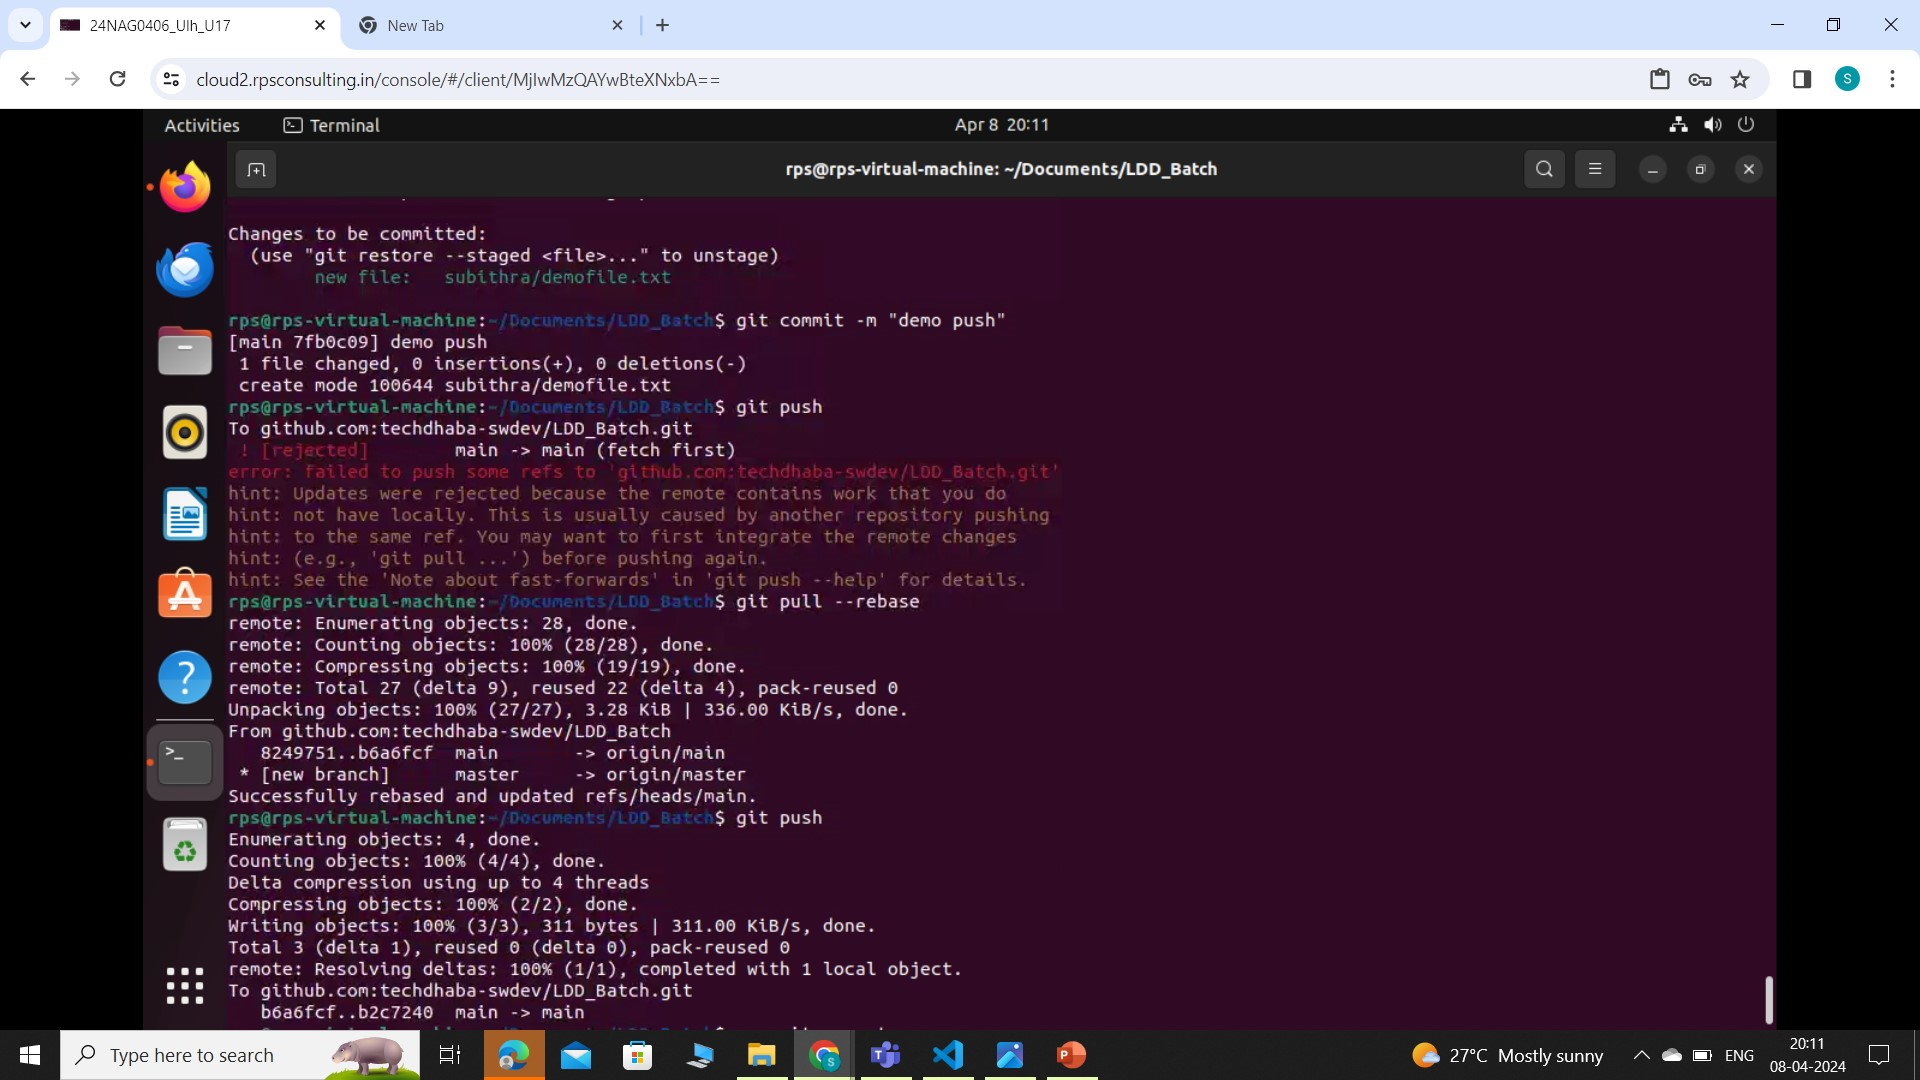 24NAG0406_Ulh_U17
New Tab
cloud2.rpsconsulting.in/console/#/client/MjIwMzQAYwBteXNxbA==
S
Activities
Terminal
Apr 8 20:11
rps@rps-virtual-machine: ~/Documents/LDD_Batch
Changes to be committed:
(use "git restore --staged <file>..." to unstage)
new file: subithra/demofile.txt
rps@rps-virtual-machine:~/Documents/LDD_Batch$ git commit -m "demo push"
[main 7fb0c09] demo push
1 file changed, 0 insertions(+), 0 deletions(-)
create mode 100644 subithra/demofile.txt
rps@rps-virtual-machine:~/Documents/LDD_Batch$ git push
To github.com:techdhaba-swdev/LDD_Batch.git
! [rejected] main -> main (fetch first)
error: failed to push some refs to 'github.com:techdhaba-swdev/LDD_Batch.git'
hint: Updates were rejected because the remote contains work that you do
hint: not have locally. This is usually caused by another repository pushing
hint: to the same ref. You may want to first integrate the remote changes
hint: (e.g., 'git pull ...') before pushing again.
hint: See the 'Note about fast-forwards' in 'git push --help' for details.
rps@rps-virtual-machine:~/Documents/LDD_Batch$ git pull --rebase
remote: Enumerating objects: 28, done.
remote: Counting objects: 100% (28/28), done.
remote: Compressing objects: 100% (19/19), done.
remote: Total 27 (delta 9), reused 22 (delta 4), pack-reused 0
Unpacking objects: 100% (27/27), 3.28 KiB | 336.00 KiB/s, done.
From github.com:techdhaba-swdev/LDD_Batch
8249751..b6a6fcf main -> origin/main
* [new branch] master -> origin/master
Successfully rebased and updated refs/heads/main.
rps@rps-virtual-machine:~/Documents/LDD_Batch$ git push
Enumerating objects: 4, done.
Counting objects: 100% (4/4), done.
Delta compression using up to 4 threads
Compressing objects: 100% (2/2), done.
Writing objects: 100% (3/3), 311 bytes | 311.00 KiB/s, done.
Total 3 (delta 1), reused 0 (delta 0), pack-reused 0
remote: Resolving deltas: 100% (1/1), completed with 1 local object.
To github.com:techdhaba-swdev/LDD_Batch.git
b6a6fcf..b2c7240 main -> main
Type here to search
27°C Mostly sunny
ENG
20:11
08-04-2024